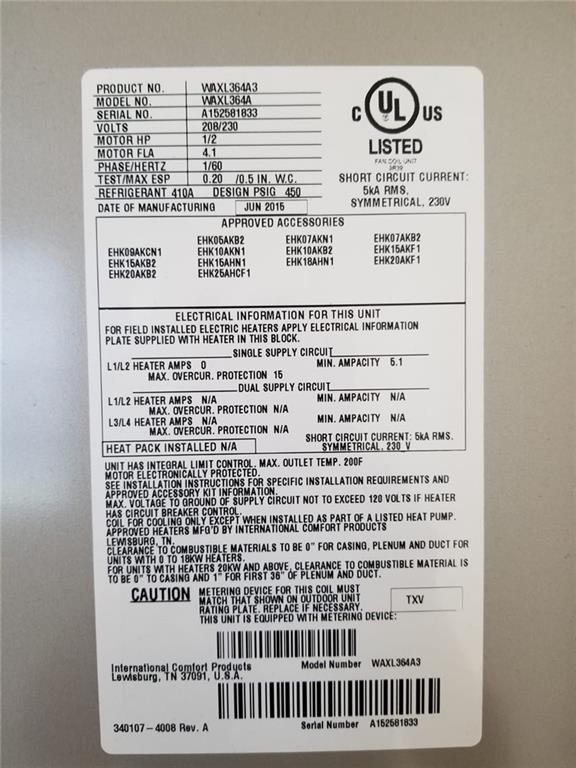 PRODUCT NO. WAXL364A3
MODEL NO. WAXL364A
SERIAL NO. A152581833
VOLTS 208/230
MOTOR HP 1/2
MOTOR FLA 4.1
PHASE/HERTZ 1/60
TEST/MAX ESP 0.20 /0.5 IN. W.C.
REFRIGERANT 410A DESIGN PSIG 450
DATE OF MANUFACTURING JUN 2015
C UL US
LISTED
FAN COIL UNIT
SHORT CIRCUIT CURRENT:
5kA RMS,
SYMMETRICAL, 230V
APPROVED ACCESSORIES
EHK05AKB2 EHK07AKN1 EHK07AKB2
EHK09AKCN1 EHK10AKN1 EHK10AKB2 EHK15AKF1
EHK15AKB2 EHK15AHN1 EHK18AHN1 EHK20AKF1
EHK20AKB2 EHK25AHCF1
ELECTRICAL INFORMATION FOR THIS UNIT
FOR FIELD INSTALLED ELECTRIC HEATERS APPLY ELECTRICAL INFORMATION
PLATE SUPPLIED WITH HEATER IN THIS BLOCK.
SINGLE SUPPLY CIRCUIT
L1/L2 HEATER AMPS 0 MIN. AMPACITY 5.1
MAX. OVERCUR. PROTECTION 15
DUAL SUPPLY CIRCUIT
L1/L2 HEATER AMPS N/A MIN. AMPACITY N/A
MAX. OVERCUR. PROTECTION N/A
L3/L4 HEATER AMPS N/A MIN. AMPACITY N/A
MAX. OVERCUR. PROTECTION N/A
SHORT CIRCUIT CURRENT: 5kA RMS.
HEAT PACK INSTALLED N/A SYMMETRICAL, 230 V
UNIT HAS INTEGRAL LIMIT CONTROL. MAX. OUTLET TEMP. 200F
MOTOR ELECTRONICALLY PROTECTED.
SEE INSTALLATION INSTRUCTIONS FOR SPECIFIC INSTALLATION REQUIREMENTS AND
APPROVED ACCESSORY KIT INFORMATION.
MAX. VOLTAGE TO GROUND OF SUPPLY CIRCUIT NOT TO EXCEED 120 VOLTS IF HEATER
HAS CIRCUIT BREAKER CONTROL.
COIL FOR COOLING ONLY EXCEPT WHEN INSTALLED AS PART OF A LISTED HEAT PUMP.
APPROVED HEATERS MFG'D BY INTERNATIONAL COMFORT PRODUCTS
LEWISBURG, TN.
CLEARANCE TO COMBUSTIBLE MATERIALS TO BE 0" FOR CASING, PLENUM AND DUCT FOR
UNITS WITH 0 TO 18KW HEATERS.
FOR UNITS WITH HEATERS 20KW AND ABOVE, CLEARANCE TO COMBUSTIBLE MATERIAL IS
TO BE 0" TO CASING AND 1" FOR FIRST 36" OF PLENUM AND DUCT.
CAUTION METERING DEVICE FOR THIS COIL MUST
MATCH THAT SHOWN ON OUTDOOR UNIT
RATING PLATE. REPLACE IF NECESSARY.
THIS UNIT IS EQUIPPED WITH METERING DEVICE:
TXV
International Comfort Products
Lewisburg, TN 37091, U.S.A.
Model Number WAXL364A3
340107-4008 Rev. A
Serial Number A152581833